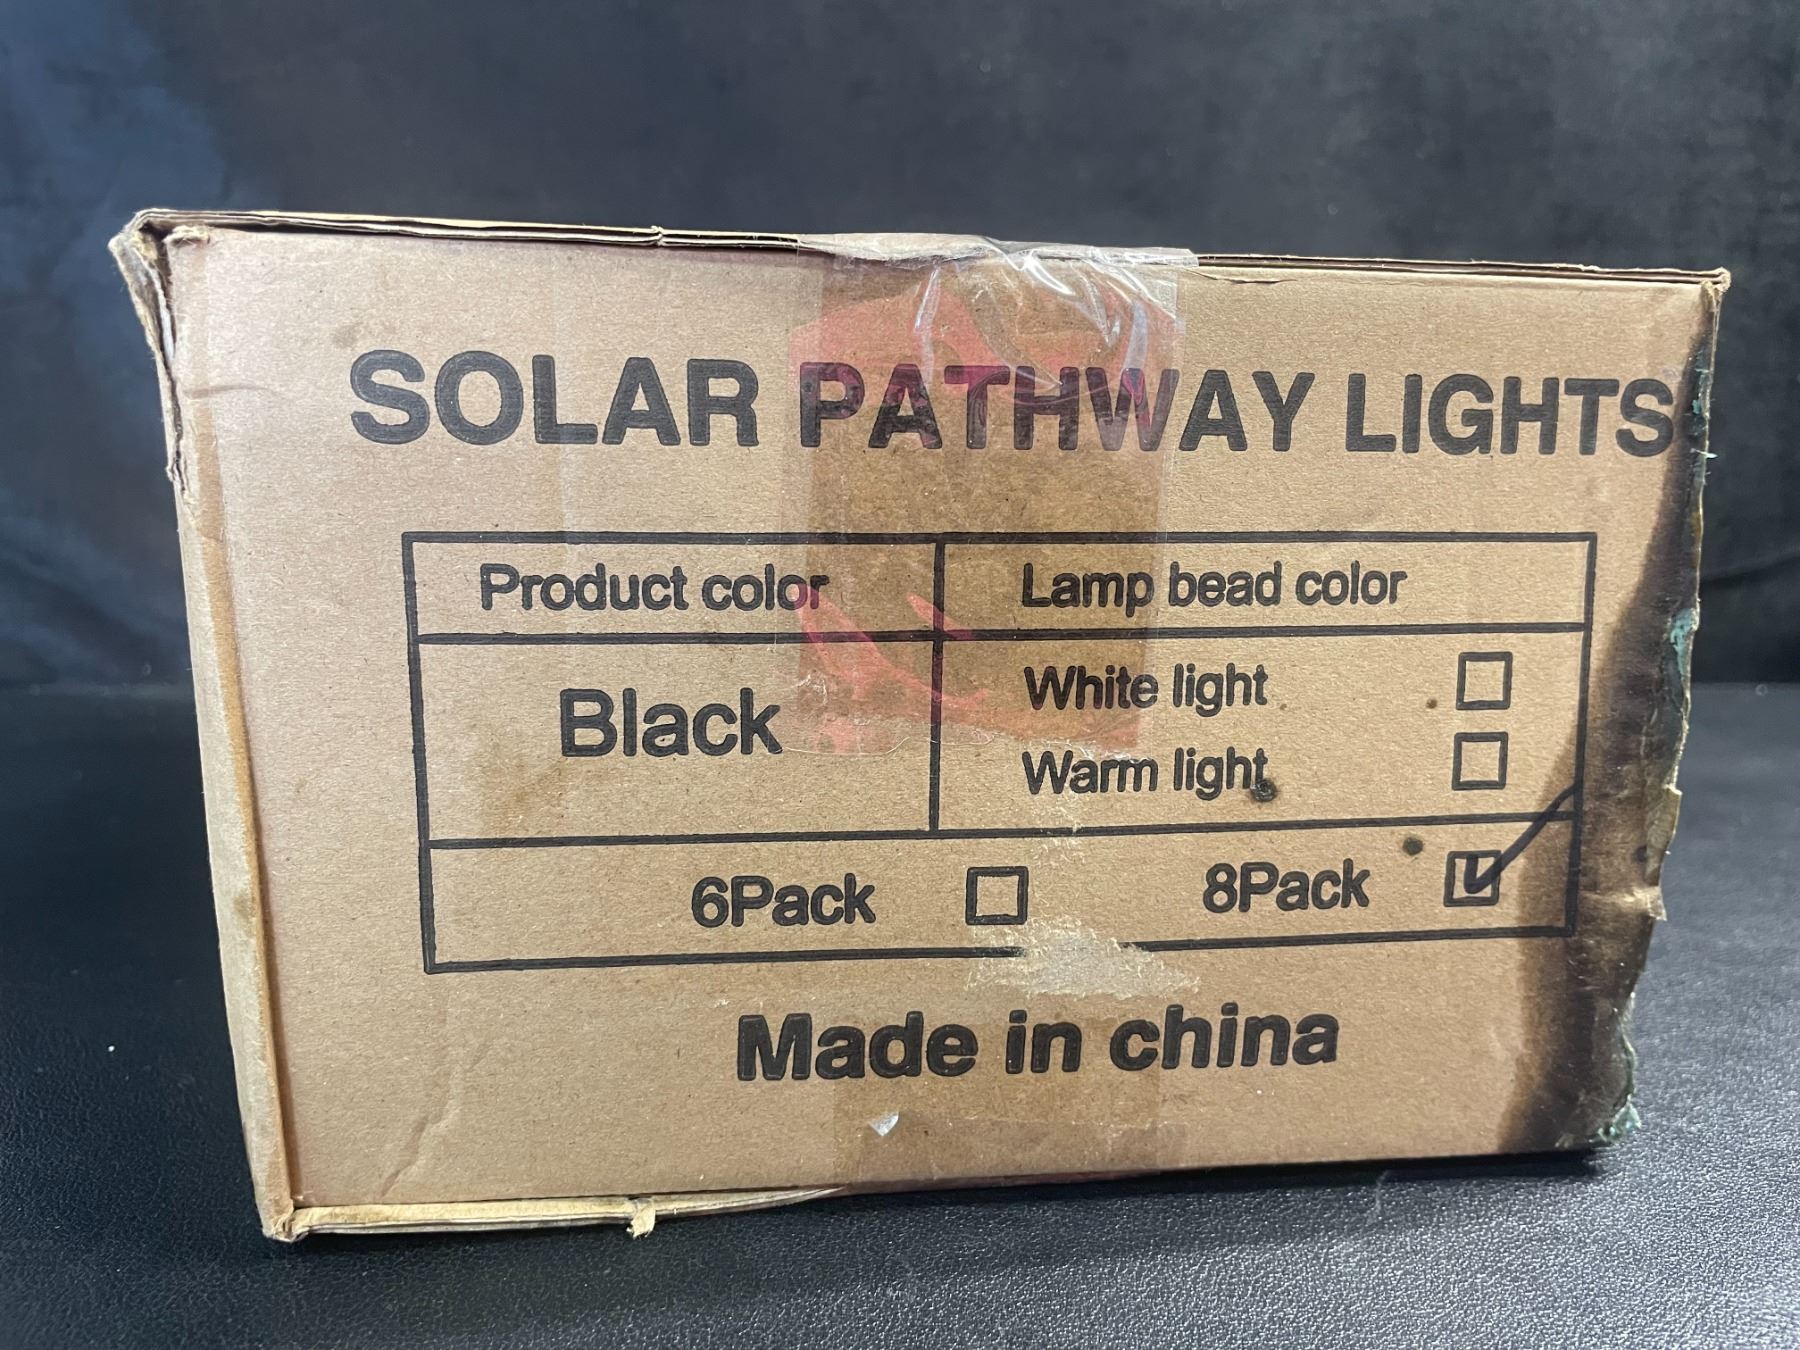 SOLAR PATHWAY LIGHTS
Product color
Lamp bead color
Black
White light
Warm light
6Pack
8Pack
Made in china